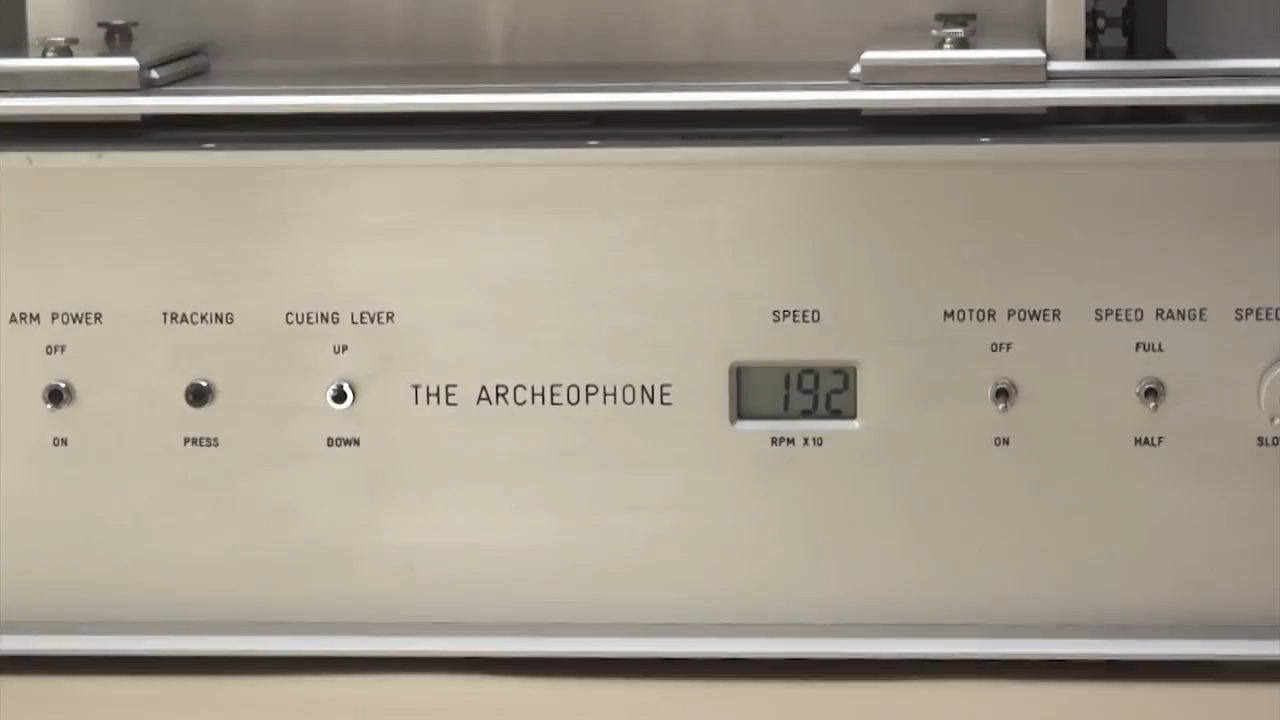 ARM POWER
OFF
ON
TRACKING
PRESS
CUEING LEVER
UP
DOWN
THE ARCHEOPHONE
SPEED
192
RPM X10
MOTOR POWER
OFF
ON
SPEED RANGE
FULL
HALF
SPEED